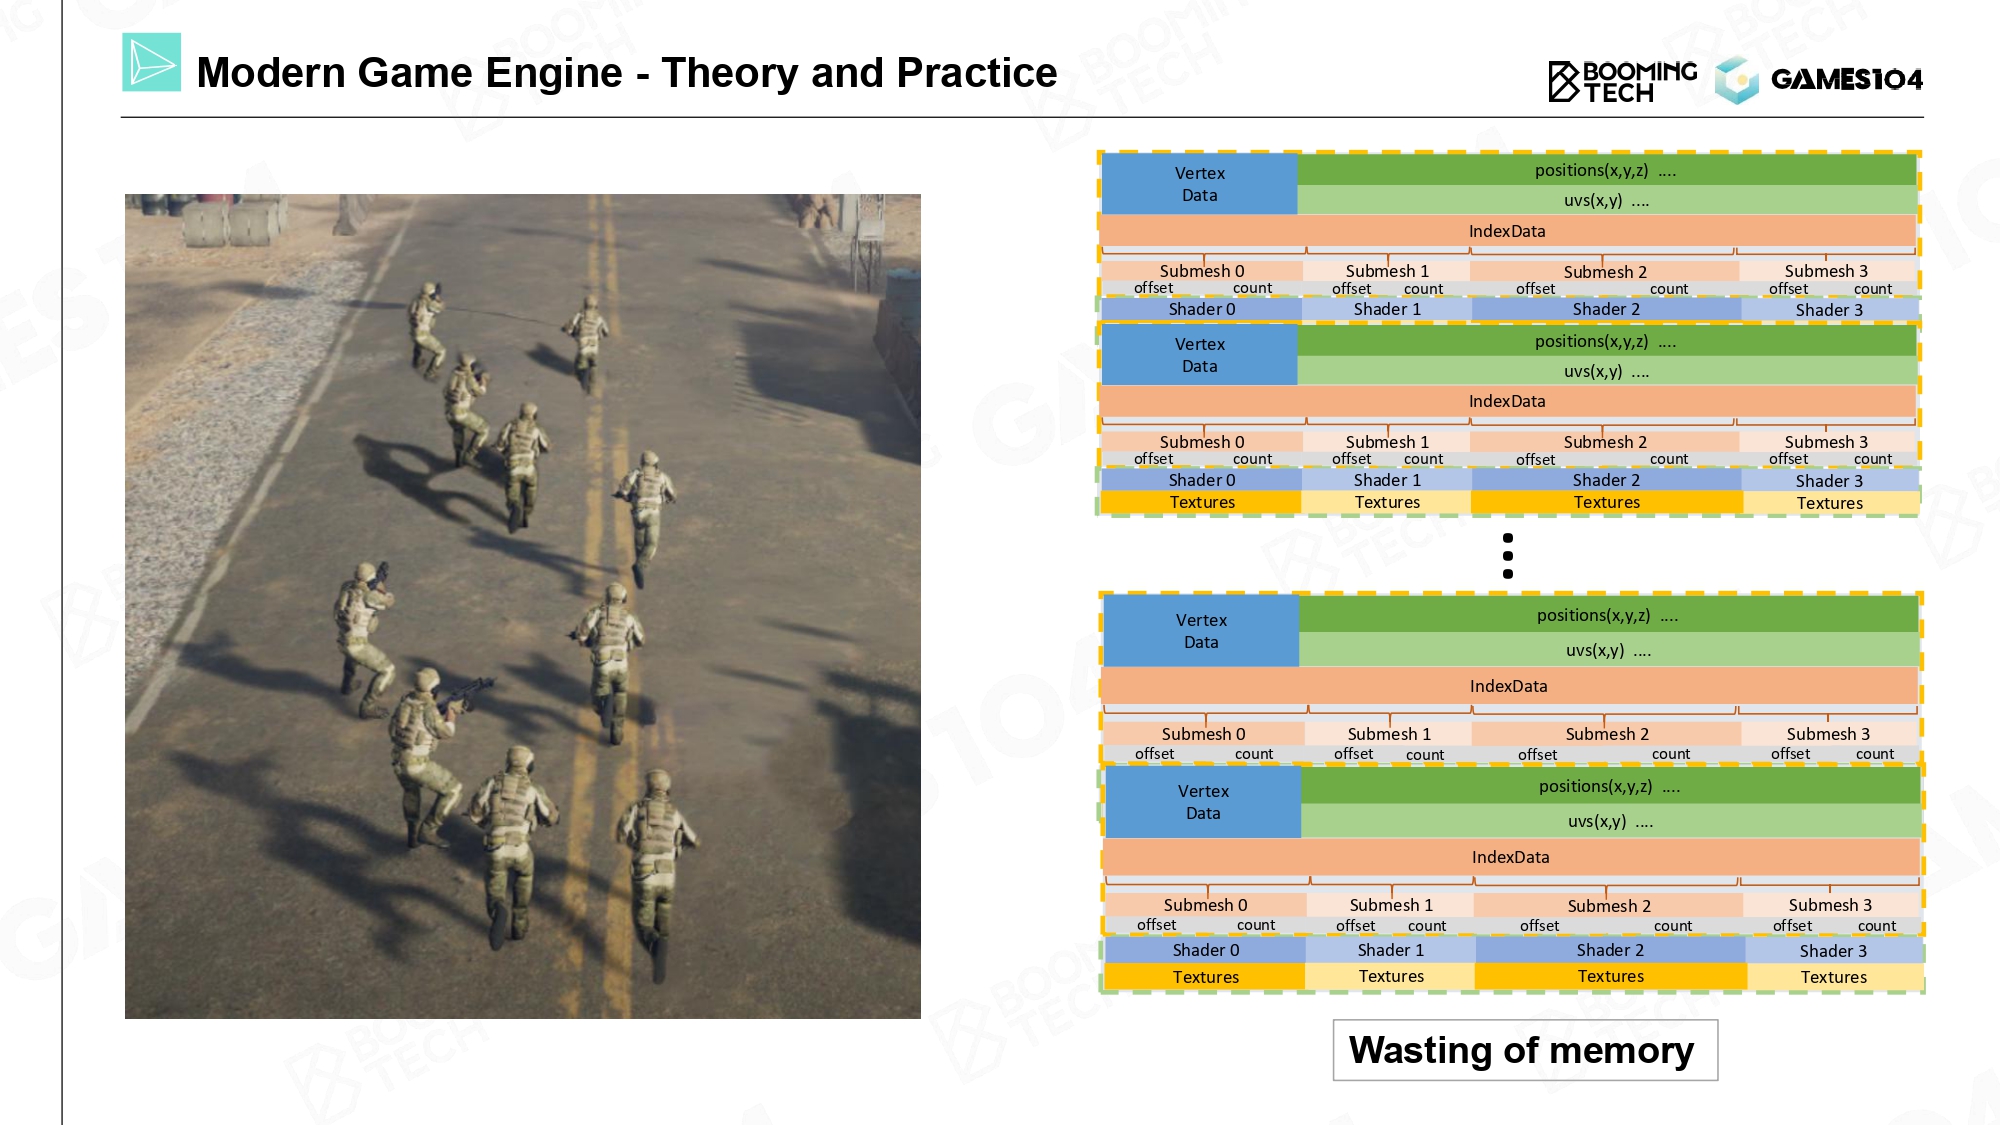 Modern Game Engine - Theory and Practice
BOOMING
TECH
GAMES104
Vertex
Data
positions(x,y,z) ....
uvs(x,y) ....
IndexData
Submesh 0 Submesh 1 Submesh 2 Submesh 3
offset count offset count offset count offset count
Shader 0 Shader 1 Shader 2 Shader 3
Vertex
Data
positions(x,y,z) ....
uvs(x,y) ....
IndexData
Submesh 0 Submesh 1 Submesh 2 Submesh 3
offset count offset count offset count offset count
Shader 0 Shader 1 Shader 2 Shader 3
Textures Textures Textures Textures
Vertex
Data
positions(x,y,z) ....
uvs(x,y) ....
IndexData
Submesh 0 Submesh 1 Submesh 2 Submesh 3
offset count offset count offset count offset count
Vertex
Data
positions(x,y,z) ....
uvs(x,y) ....
IndexData
Submesh 0 Submesh 1 Submesh 2 Submesh 3
offset count offset count offset count offset count
Shader 0 Shader 1 Shader 2 Shader 3
Textures Textures Textures Textures
Wasting of memory